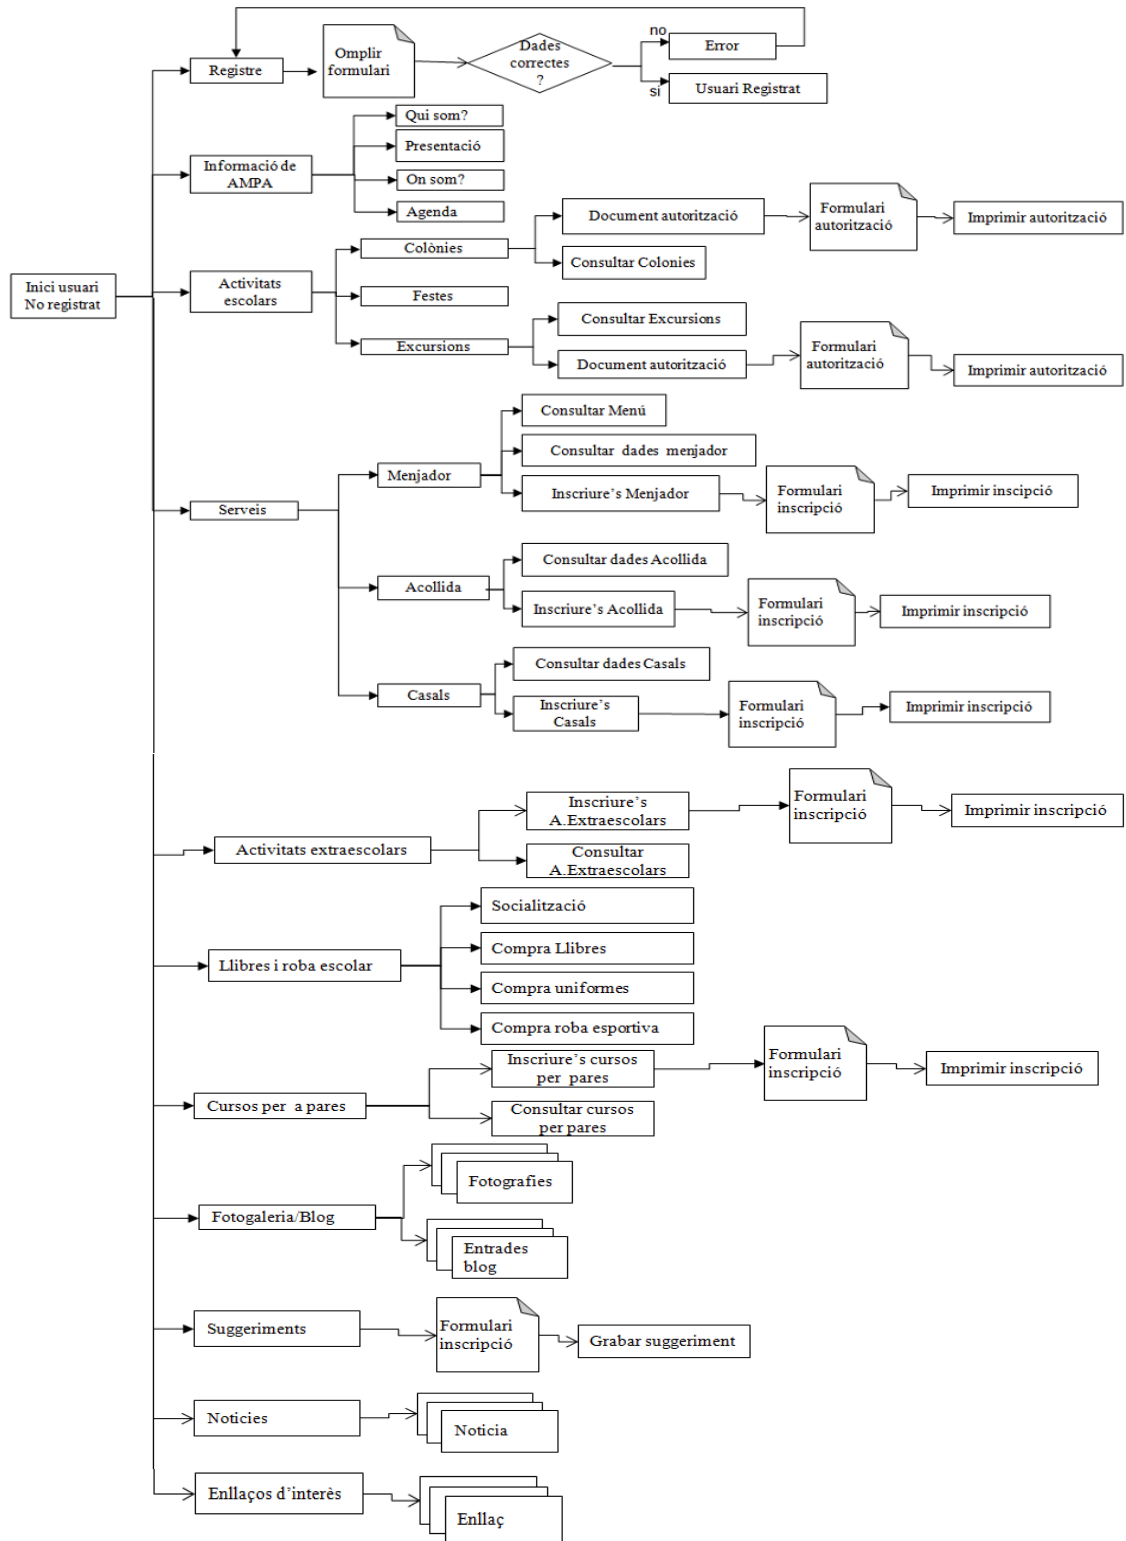 no
Dades
correctes
?
Error
Omplir
formulari
Registre
si
Usuari Registrat
Qui som?
Presentació
Informació de
AMPA
On som?
Agenda
Document autorització
Formulari
autorització
Imprimir autorització
Colònies
Consultar Colonies
Inici usuari
No registrat
Activitats
escolars
Festes
Consultar Excursions
Excursions
Document autorització
Formulari
autorització
Imprimir autorització
Consultar Menú
Consultar dades menjador
Menjador
Inscriure's Menjador
Formulari
inscripció
Imprimir inscipció
Serveis
Consultar dades Acollida
Acollida
Inscriure's Acollida
Formulari
inscripció
Imprimir inscripció
Consultar dades Casals
Casals
Inscriure's
Casals
Formulari
inscripció
Imprimir inscripció
Inscriure's
A.Extraescolars
Formulari
inscripció
Imprimir inscripció
Activitats extraescolars
Consultar
A.Extraescolars
Socialització
Compra Llibres
Llibres i roba escolar
Compra uniformes
Compra roba esportiva
Inscriure's cursos
per pares
Formulari
inscripció
Imprimir inscripció
Cursos per a pares
Consultar cursos
per pares
Fotografies
Fotogaleria/Blog
Entrades
blog
Suggeriments
Formulari
inscripció
Grabar suggeriment
Noticies
Noticia
Enllaços d'interès
Enllaç